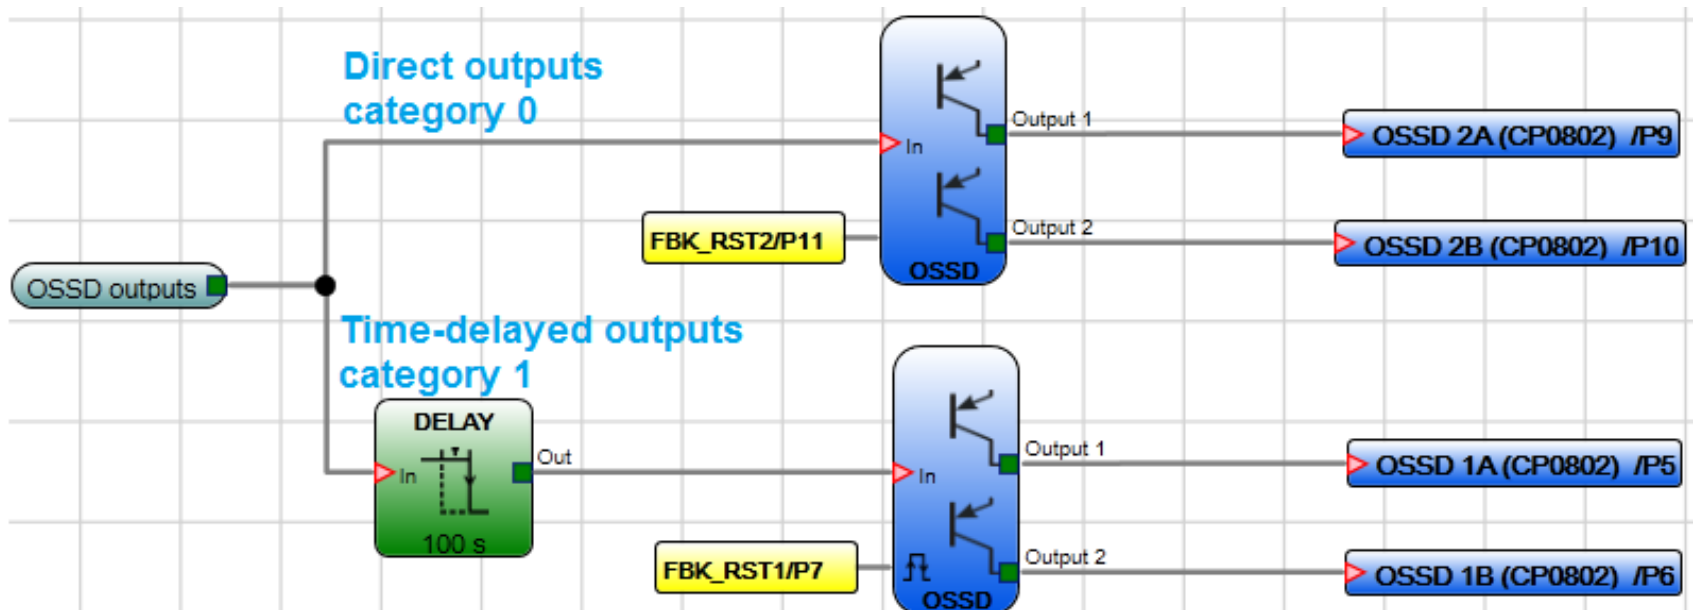 Direct outputs
category 0
Output 1
OSSD 2A (CP0802) /P9
In
FBK_RST2/P11
Output 2
OSSD 2B (CP0802) /P10
OSSD
OSSD outputs
Time-delayed outputs
category 1
DELAY
In
Out
100 s
Output 1
OSSD 1A (CP0802) /P5
In
FBK_RST1/P7
Output 2
OSSD 1B (CP0802) /P6
OSSD